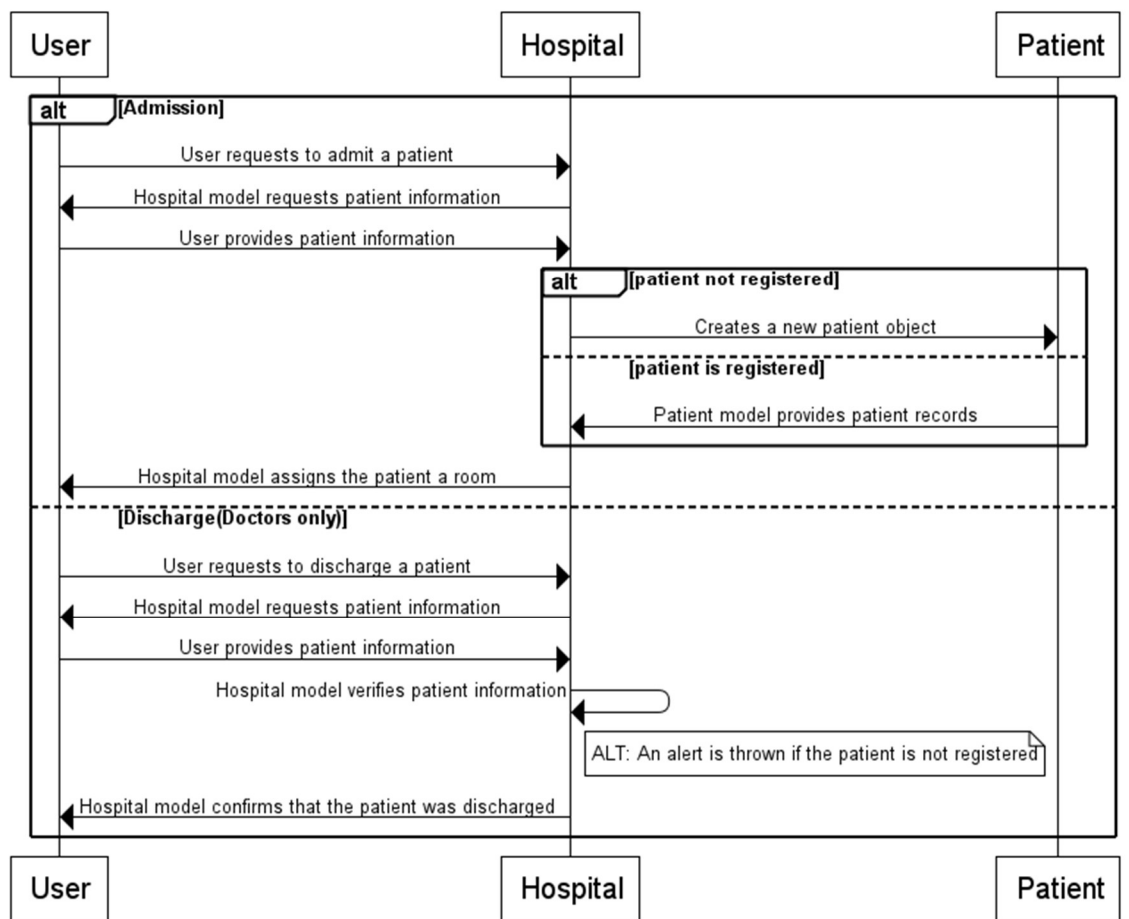 User
Hospital
Patient
alt
[Admission]
User requests to admit a patient
Hospital model requests patient information
User provides patient information
alt
[patient not registered]
Creates a new patient object
[patient is registered]
Patient model provides patient records
Hospital model assigns the patient a room
[Discharge(Doctors only)]
User requests to discharge a patient
Hospital model requests patient information
User provides patient information
Hospital model verifies patient information
ALT: An alert is thrown if the patient is not registered
Hospital model confirms that the patient was discharged
User
Hospital
Patient